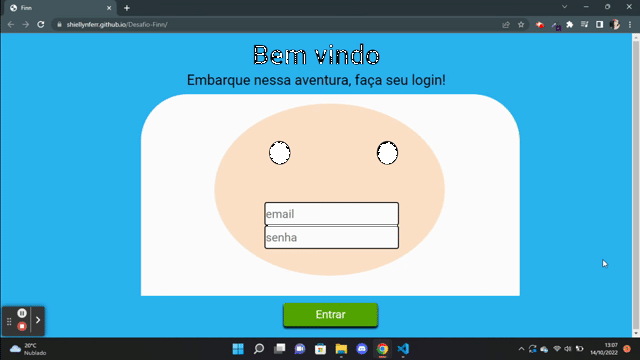 Finn
shiellynferr.github.io/Desafio-Finn/
Bem vindo
Embarque nessa aventura, faça seu login!
email
senha
Entrar
20°C
Nublado
13:07
14/10/2022